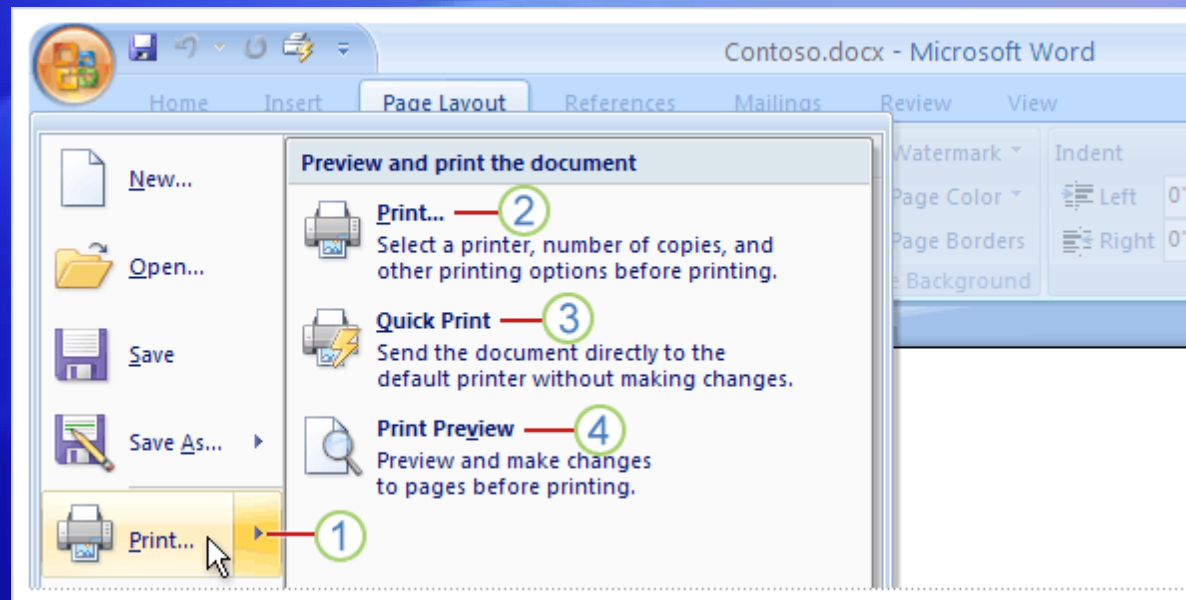 Contoso.docx - Microsoft Word
Home Insert Page Layout References Mailings Review View
New...
Open...
Save
Save As...
Print...
1
Preview and print the document
Print... 2
Select a printer, number of copies, and
other printing options before printing.
Quick Print 3
Send the document directly to the
default printer without making changes.
Print Preview 4
Preview and make changes
to pages before printing.
Watermark
Page Color
Page Borders
Background
Indent
Left 0"
Right 0"